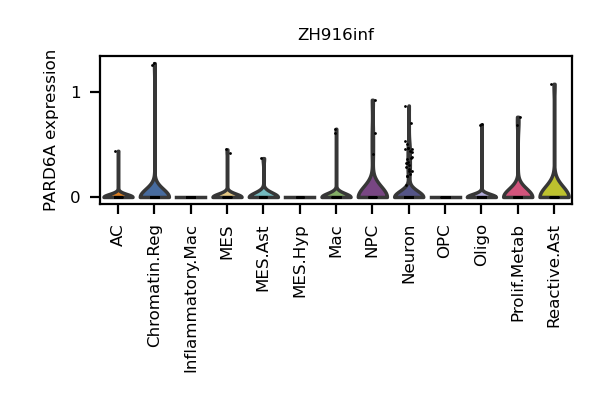 ZH916inf
PARD6A expression
1
0
AC
Chromatin.Reg
Inflammatory.Mac
MES
MES.Ast
MES.Hyp
Mac
NPC
Neuron
OPC
Oligo
Prolif.Metab
Reactive.Ast